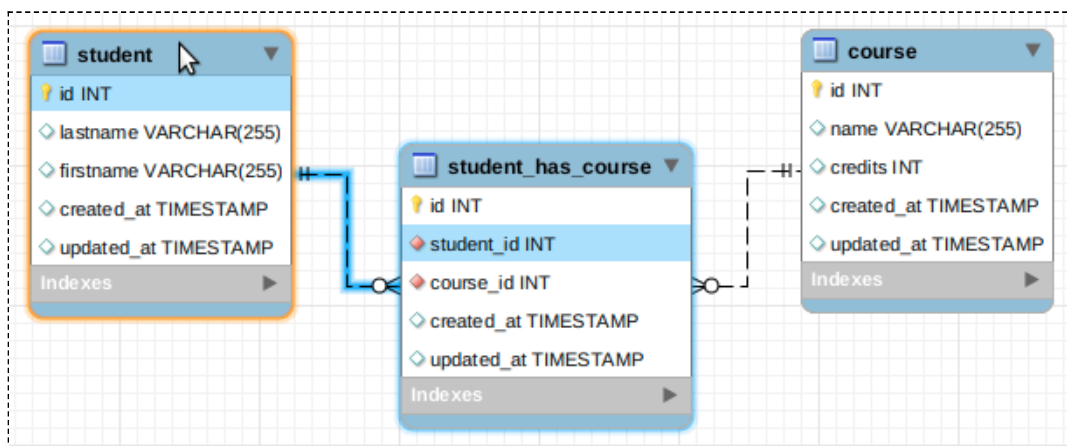 student
id INT
lastname VARCHAR(255)
firstname VARCHAR(255)
created_at TIMESTAMP
updated_at TIMESTAMP
Indexes
student_has_course
id INT
student_id INT
course_id INT
created_at TIMESTAMP
updated_at TIMESTAMP
Indexes
course
id INT
name VARCHAR(255)
credits INT
created_at TIMESTAMP
updated_at TIMESTAMP
Indexes